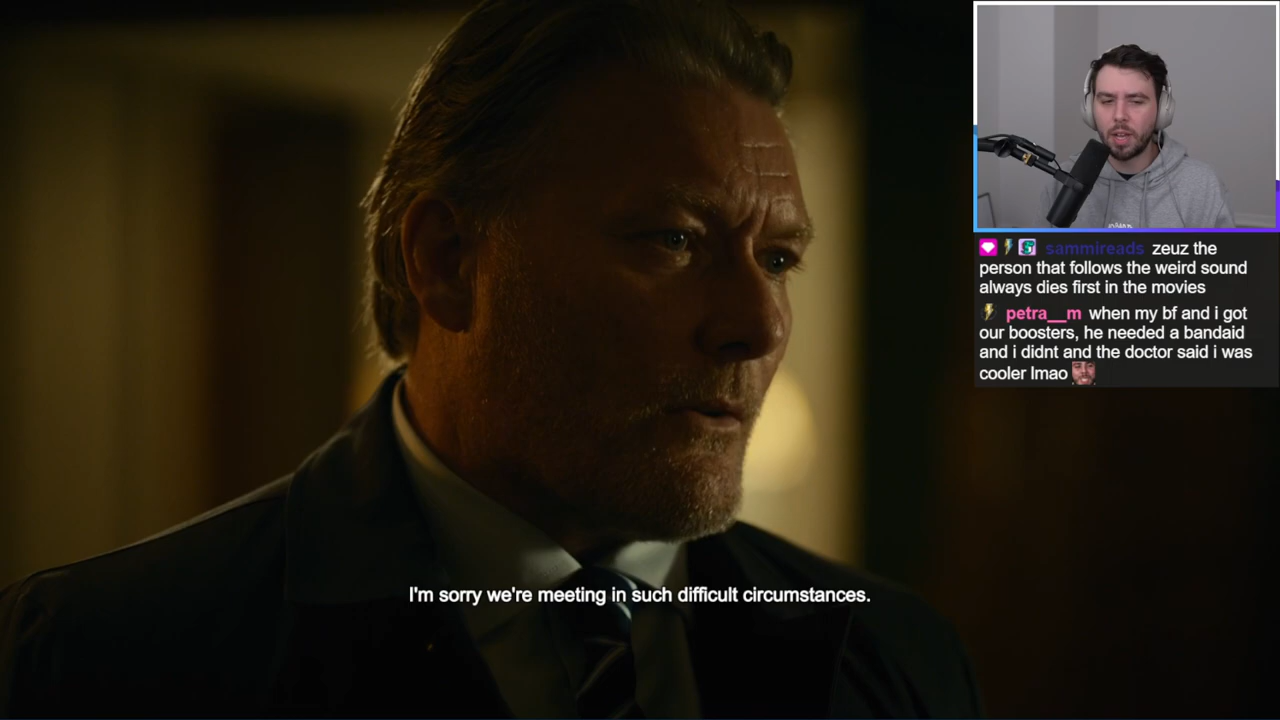 sammireads zeuz the
person that follows the weird sound
always dies first in the movies
petra__m when my bf and i got
our boosters, he needed a bandaid
and i didnt and the doctor said i was
cooler lmao
I'm sorry we're meeting in such difficult circumstances.